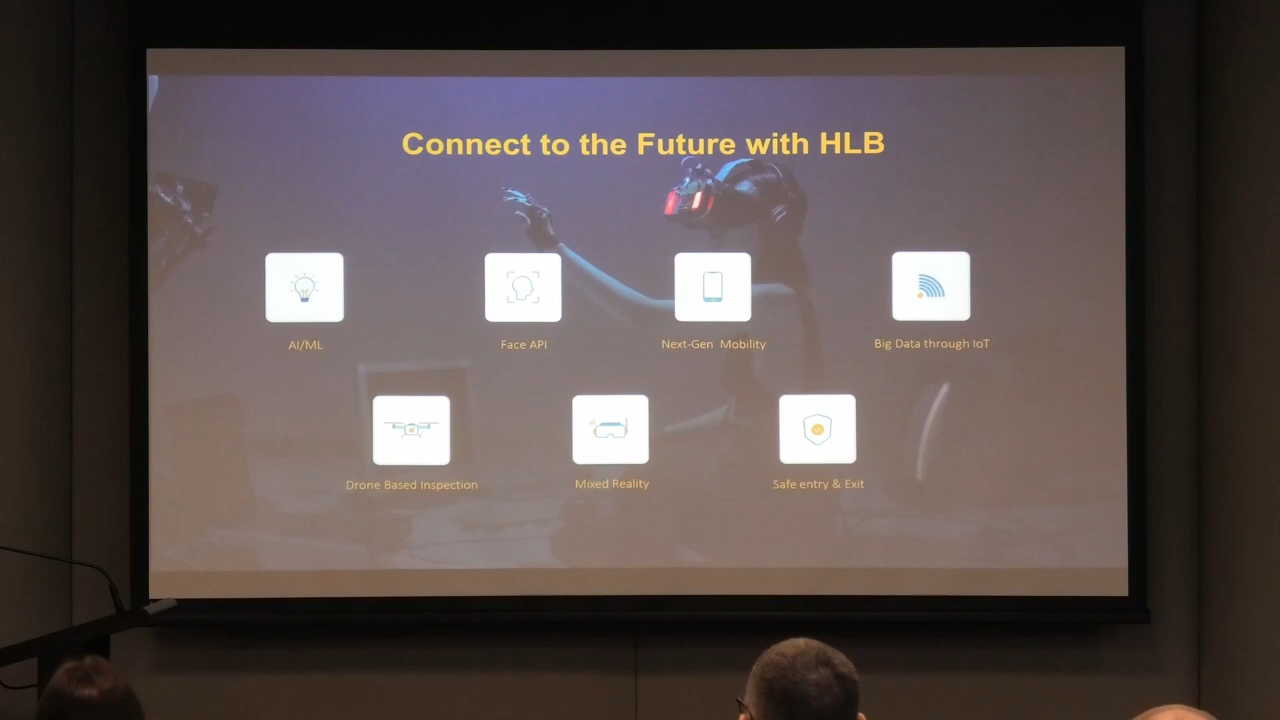 Connect to the Future with HLB
AI/ML
Face API
Next-Gen Mobility
Big Data through IoT
Drone Based Inspection
Mixed Reality
Safe entry & Exit